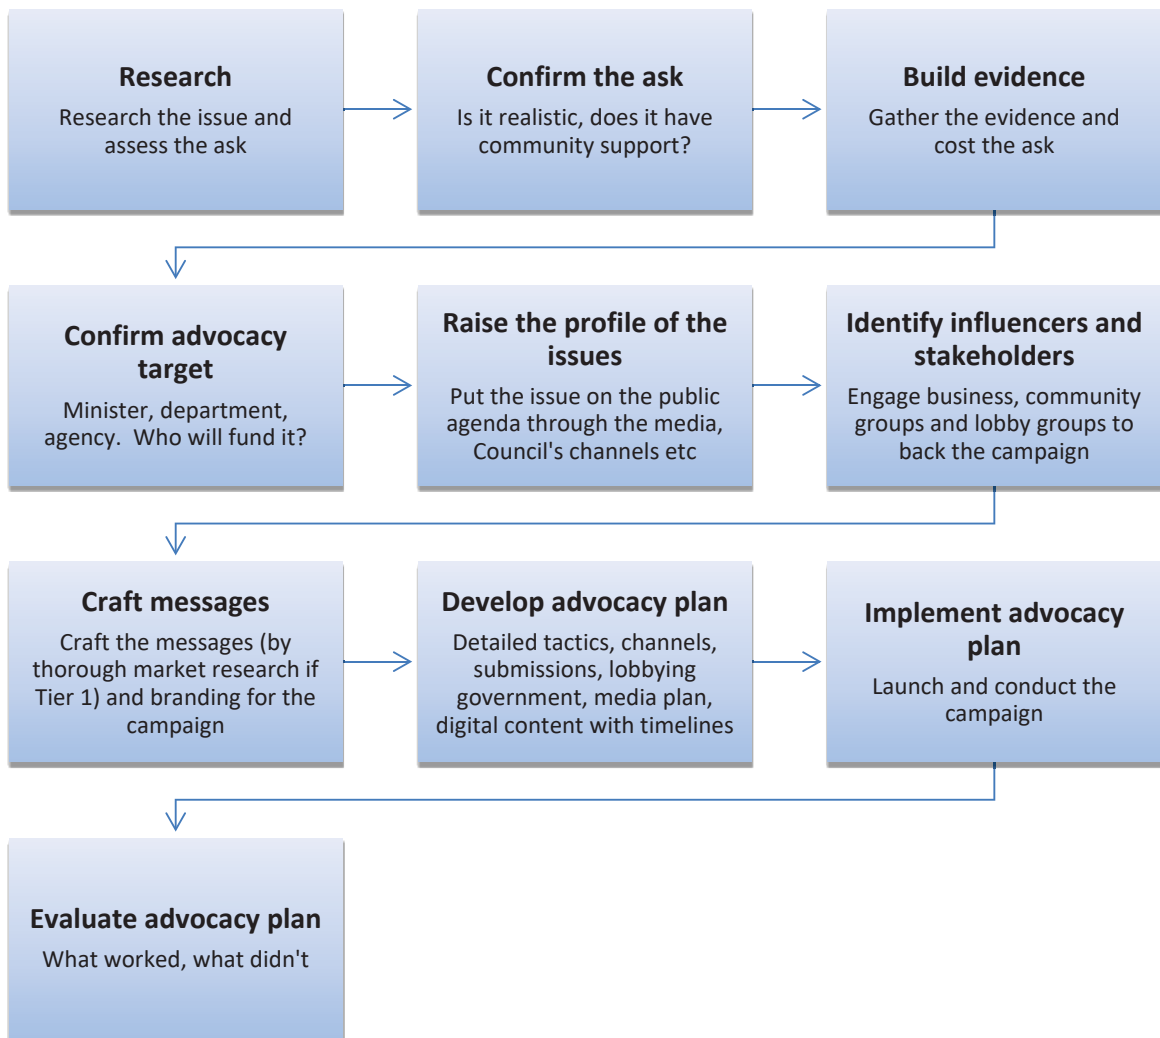 Research
Research the issue and
assess the ask
Confirm the ask
Is it realistic, does it have
community support?
Build evidence
Gather the evidence and
cost the ask
Confirm advocacy
target
Minister, department,
agency.  Who will fund it?
Raise the profile of the
issues
Put the issue on the public
agenda through the media,
Council's channels etc
Identify influencers and
stakeholders
Engage business, community
groups and lobby groups to
back the campaign
Craft messages
Craft the messages (by
thorough market research if
Tier 1) and branding for the
campaign
Develop advocacy plan
Detailed tactics, channels,
submissions, lobbying
government, media plan,
digital content with timelines
Implement advocacy
plan
Launch and conduct the
campaign
Evaluate advocacy plan
What worked, what didn't